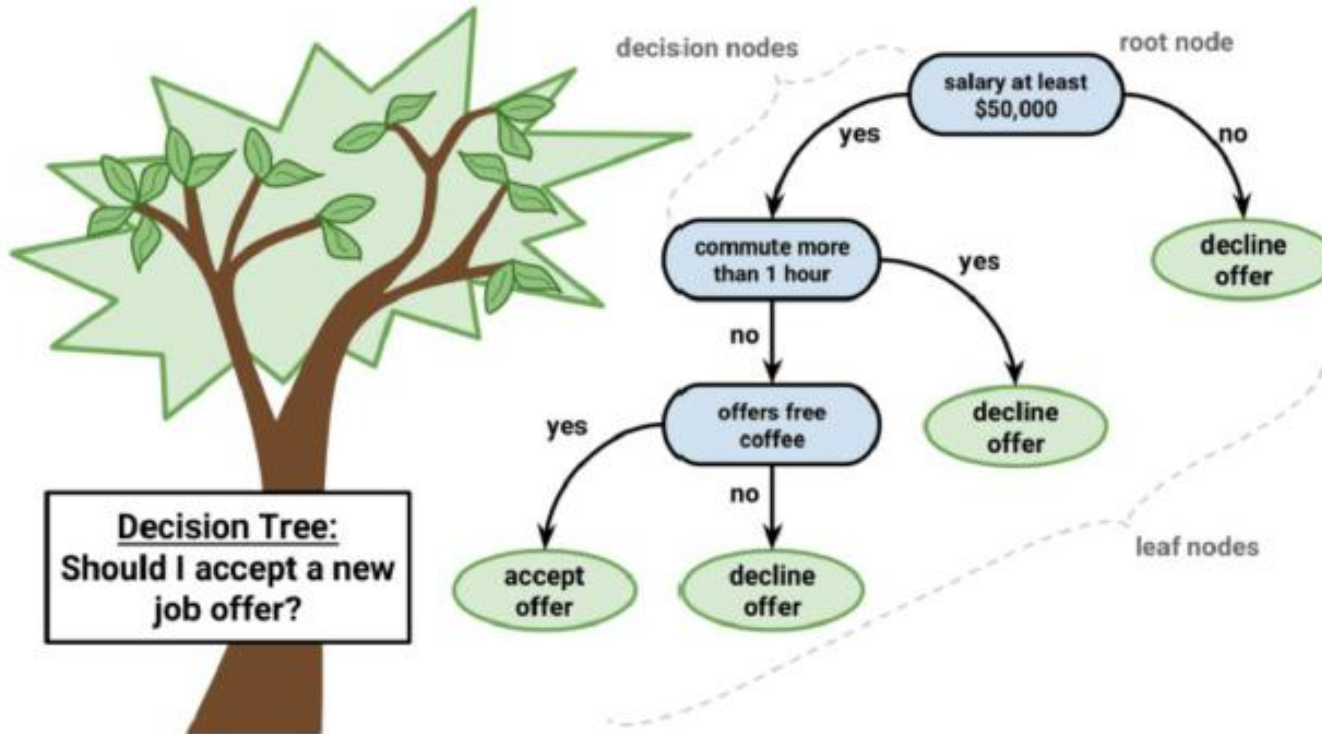 decision nodes
root node
salary at least
$50,000
yes
no
commute more
than 1 hour
yes
decline
offer
no
offers free
coffee
decline
offer
yes
no
Decision Tree:
Should I accept a new
job offer?
accept
offer
decline
offer
leaf nodes